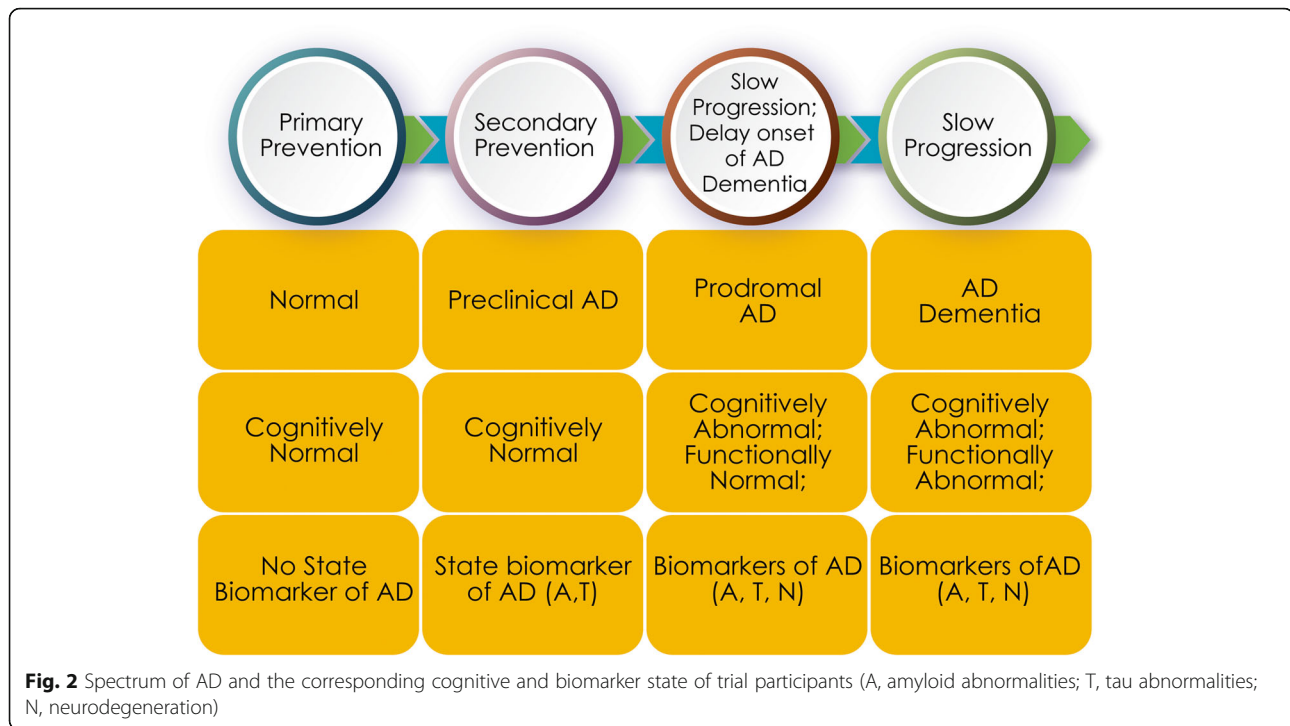 Primary
Prevention
Secondary
Prevention
Slow
Progression;
Delay onset
of AD
Dementia
Slow
Progression
Normal
Preclinical AD
Prodromal
AD
AD
Dementia
Cognitively
Normal
Cognitively
Normal
Cognitively
Abnormal;
Functionally
Normal;
Cognitively
Abnormal;
Functionally
Abnormal;
No State
Biomarker of AD
State biomarker
of AD (A,T)
Biomarkers of AD
(A, T, N)
Biomarkers ofAD
(A, T, N)
Fig. 2 Spectrum of AD and the corresponding cognitive and biomarker state of trial participants (A, amyloid abnormalities; T, tau abnormalities;
N, neurodegeneration)